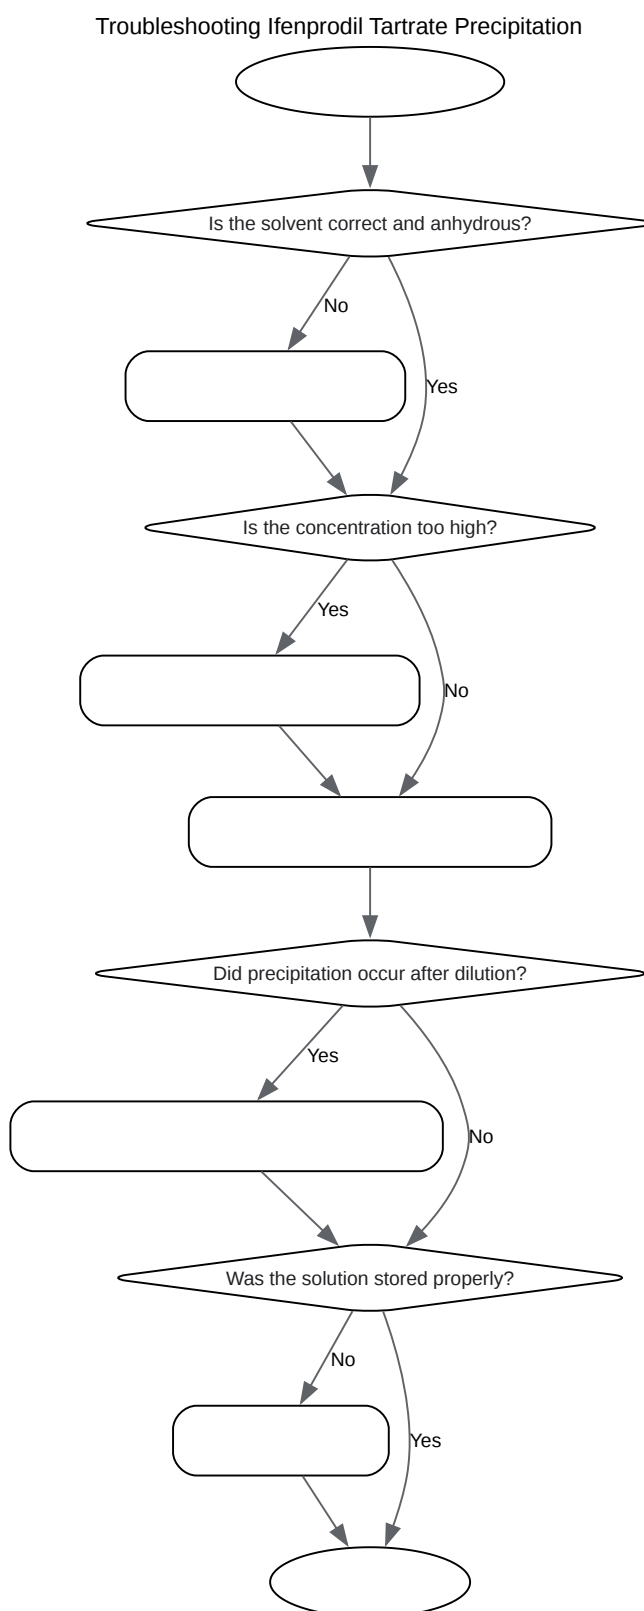 Troubleshooting Ifenprodil Tartrate Precipitation
Is the solvent correct and anhydrous?
No
Yes
Is the concentration too high?
Yes
No
Did precipitation occur after dilution?
Yes
No
Was the solution stored properly?
No
Yes